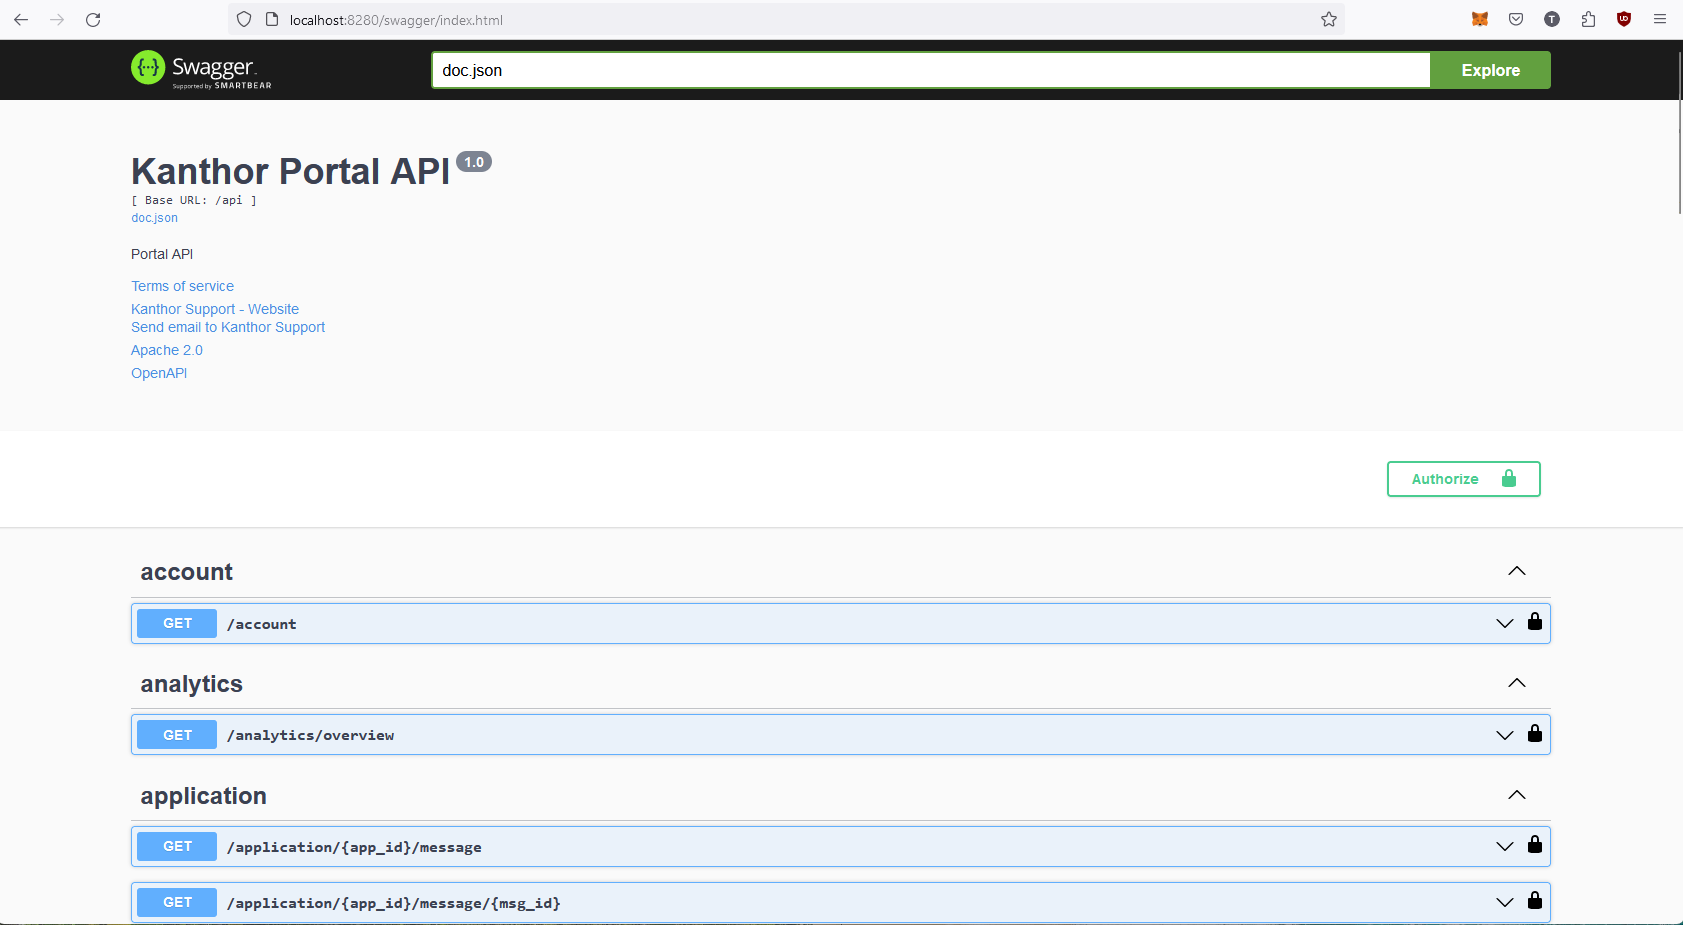 localhost:8280/swagger/index.html
T
Swagger.
Supported by SMARTBEAR
doc.json
Explore
Kanthor Portal API 1.0
[ Base URL: /api ]
doc.json
Portal API
Terms of service
Kanthor Support - Website
Send email to Kanthor Support
Apache 2.0
OpenAPI
Authorize
account
GET /account
analytics
GET /analytics/overview
application
GET /application/{app_id}/message
GET /application/{app_id}/message/{msg_id}